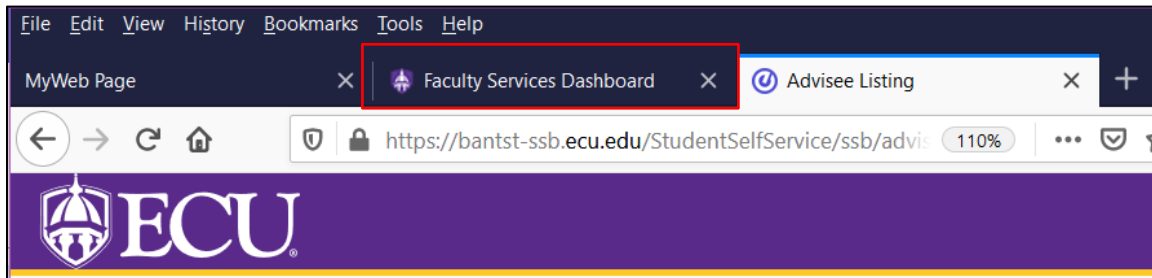 File Edit View History Bookmarks Tools Help
MyWeb Page Faculty Services Dashboard Advisee Listing
https://bantst-ssb.ecu.edu/StudentSelfService/ssb/advis 110%
ECU